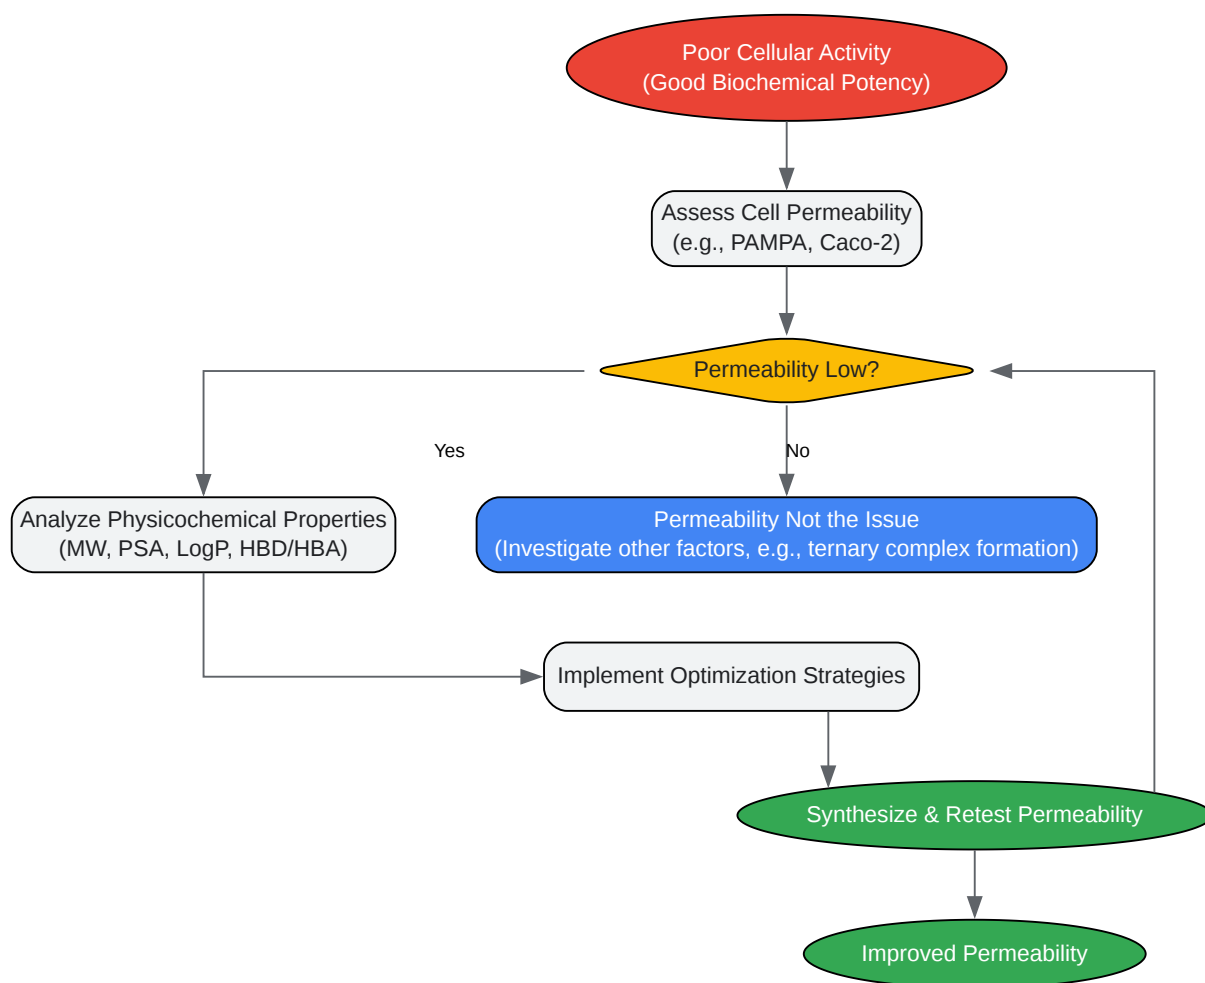 Poor Cellular Activity
(Good Biochemical Potency)
Assess Cell Permeability
(e.g., PAMPA, Caco-2)
Permeability Low?
Yes
No
Analyze Physicochemical Properties
(MW, PSA, LogP, HBD/HBA)
Permeability Not the Issue
(Investigate other factors, e.g., ternary complex formation)
Implement Optimization Strategies
Synthesize & Retest Permeability
Improved Permeability